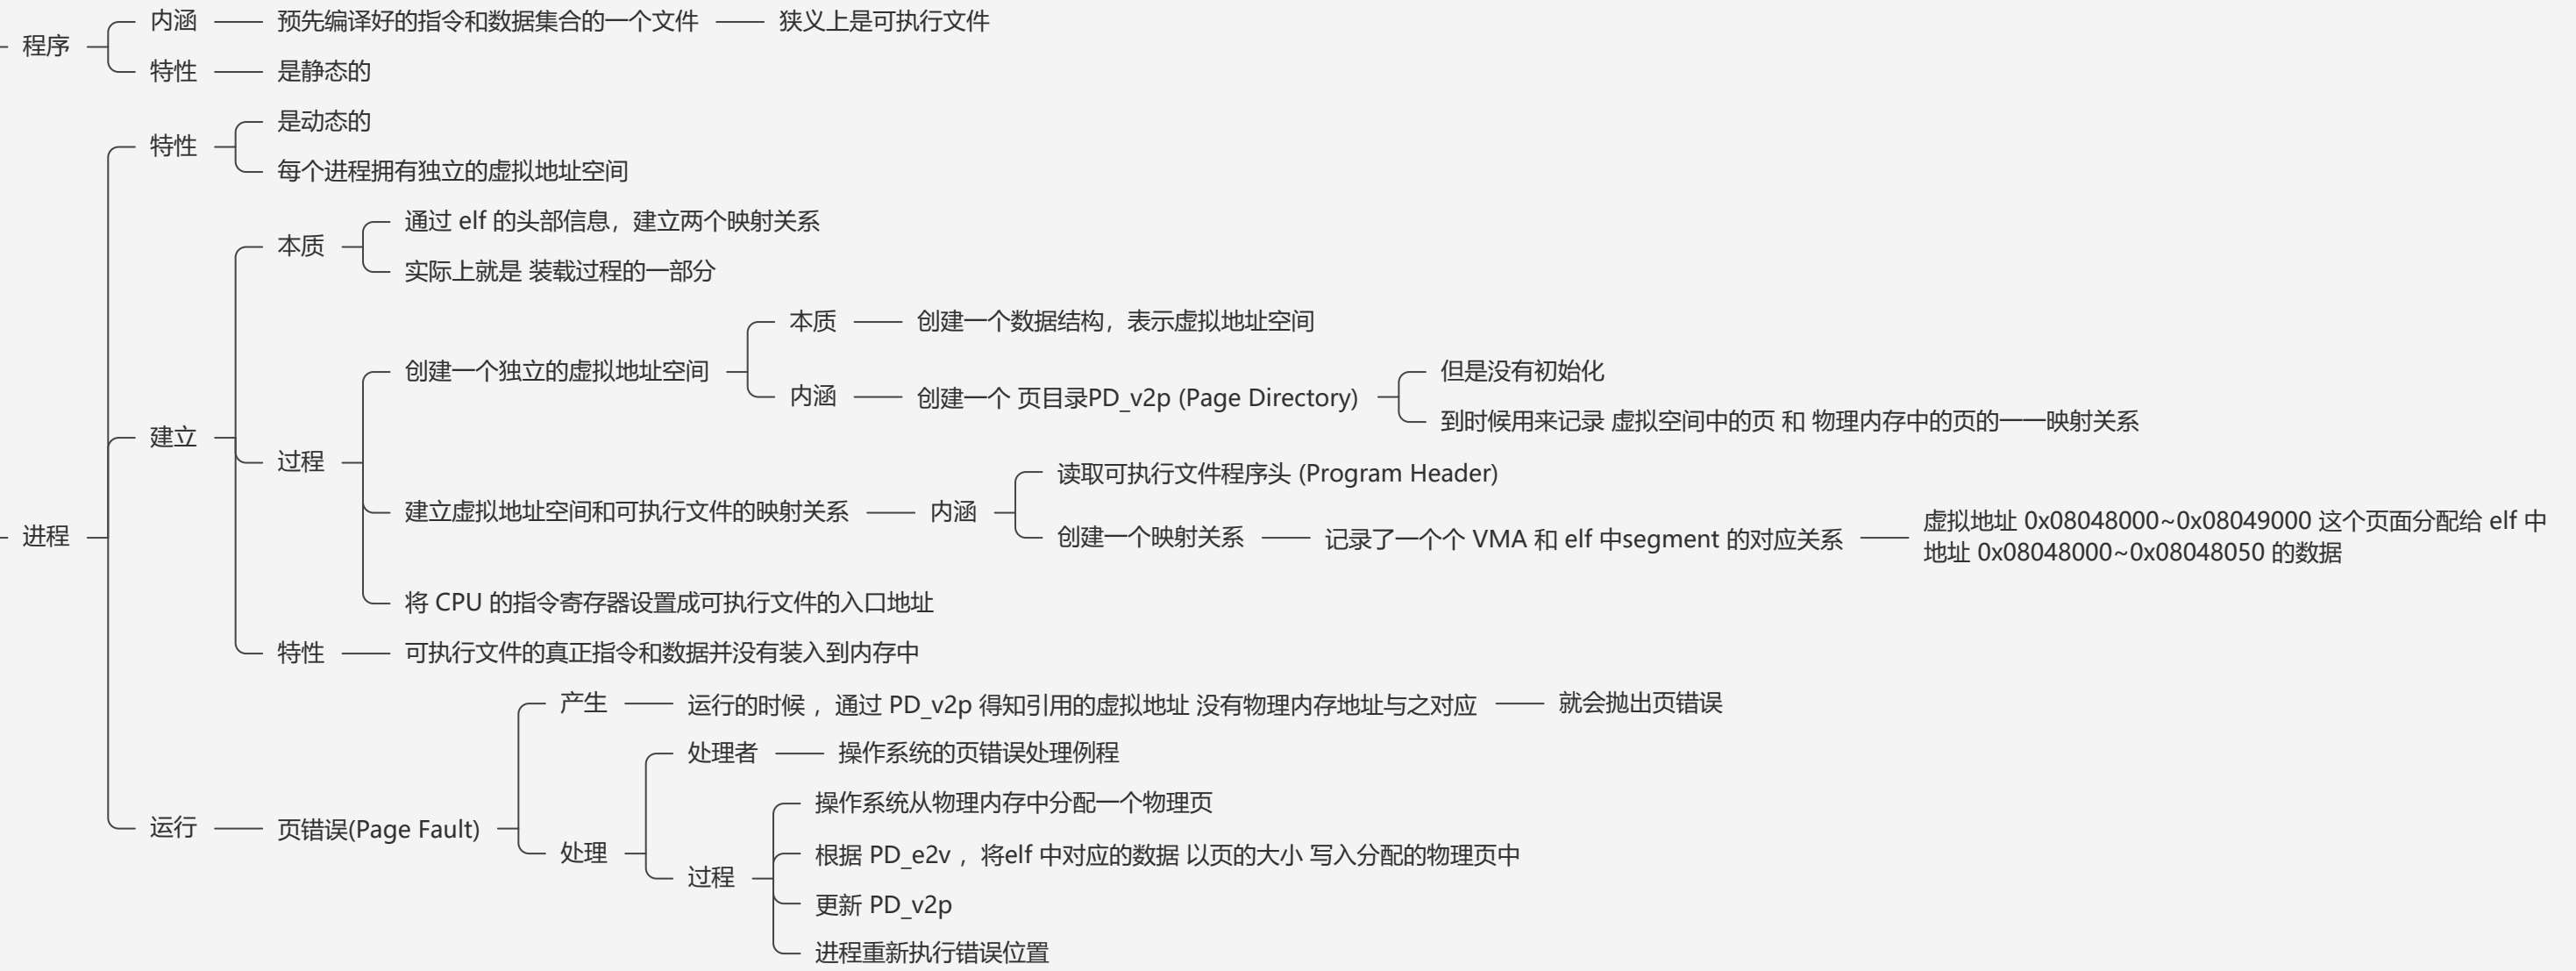 程序
内涵
预先编译好的指令和数据集合的一个文件
狭义上是可执行文件
特性
是静态的
进程
特性
是动态的
每个进程拥有独立的虚拟地址空间
建立
本质
通过 elf 的头部信息，建立两个映射关系
实际上就是 装载过程的一部分
过程
创建一个独立的虚拟地址空间
本质
创建一个数据结构，表示虚拟地址空间
内涵
创建一个 页目录PD_v2p (Page Directory)
但是没有初始化
到时候用来记录 虚拟空间中的页 和 物理内存中的页的一一映射关系
建立虚拟地址空间和可执行文件的映射关系
内涵
读取可执行文件程序头 (Program Header)
创建一个映射关系
记录了一个个 VMA 和 elf 中segment 的对应关系
虚拟地址 0x08048000~0x08049000 这个页面分配给 elf 中
地址 0x08048000~0x08048050 的数据
将 CPU 的指令寄存器设置成可执行文件的入口地址
特性
可执行文件的真正指令和数据并没有装入到内存中
运行
页错误(Page Fault)
产生
运行的时候 ，通过 PD_v2p 得知引用的虚拟地址 没有物理内存地址与之对应
就会抛出页错误
处理
处理者
操作系统的页错误处理例程
过程
操作系统从物理内存中分配一个物理页
根据 PD_e2v ，将elf 中对应的数据 以页的大小 写入分配的物理页中
更新 PD_v2p
进程重新执行错误位置